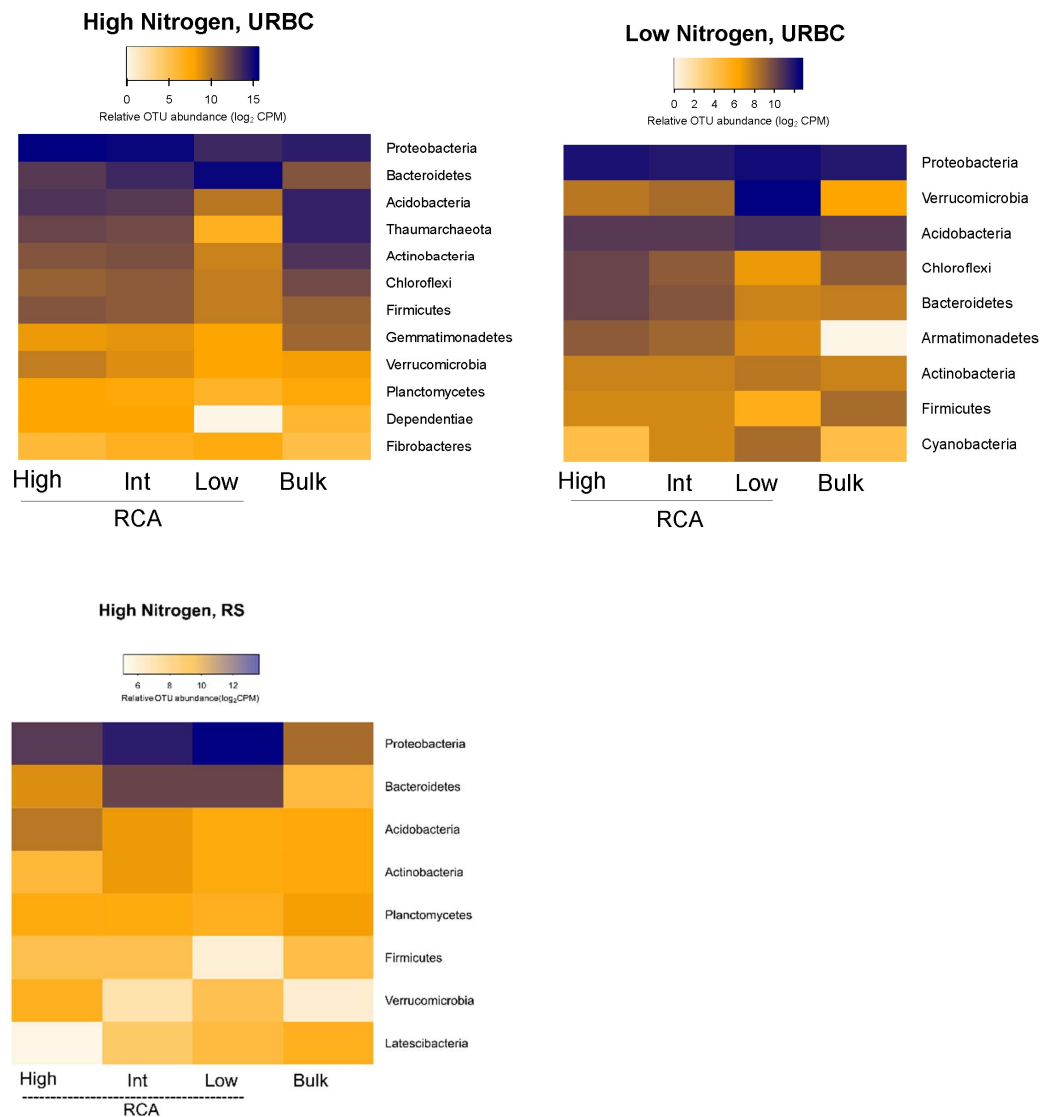 High Nitrogen, URBC
0 5 10 15
Relative OTU abundance (log₂ CPM)
Proteobacteria
Bacteroidetes
Acidobacteria
Thaumarchaeota
Actinobacteria
Chloroflexi
Firmicutes
Gemmatimonadetes
Verrucomicrobia
Planctomycetes
Dependentiae
Fibrobacteres
High Int Low Bulk
RCA
Low Nitrogen, URBC
0 2 4 6 8 10
Relative OTU abundance (log₂ CPM)
Proteobacteria
Verrucomicrobia
Acidobacteria
Chloroflexi
Bacteroidetes
Armatimonadetes
Actinobacteria
Firmicutes
Cyanobacteria
High Int Low Bulk
RCA
High Nitrogen, RS
6 8 10 12
Relative OTU abundance(log₂CPM)
Proteobacteria
Bacteroidetes
Acidobacteria
Actinobacteria
Planctomycetes
Firmicutes
Verrucomicrobia
Latescibacteria
High Int Low Bulk
RCA